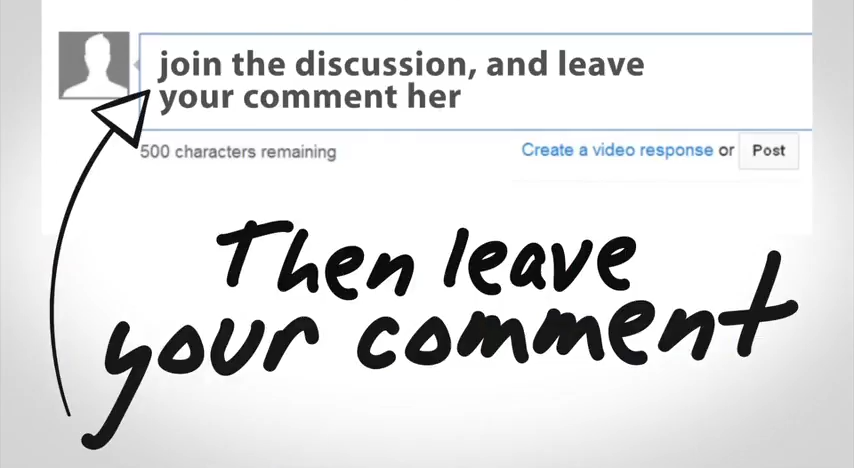 join the discussion, and leave
your comment her
500 characters remaining
Create a video response or Post
Then leave
your comment